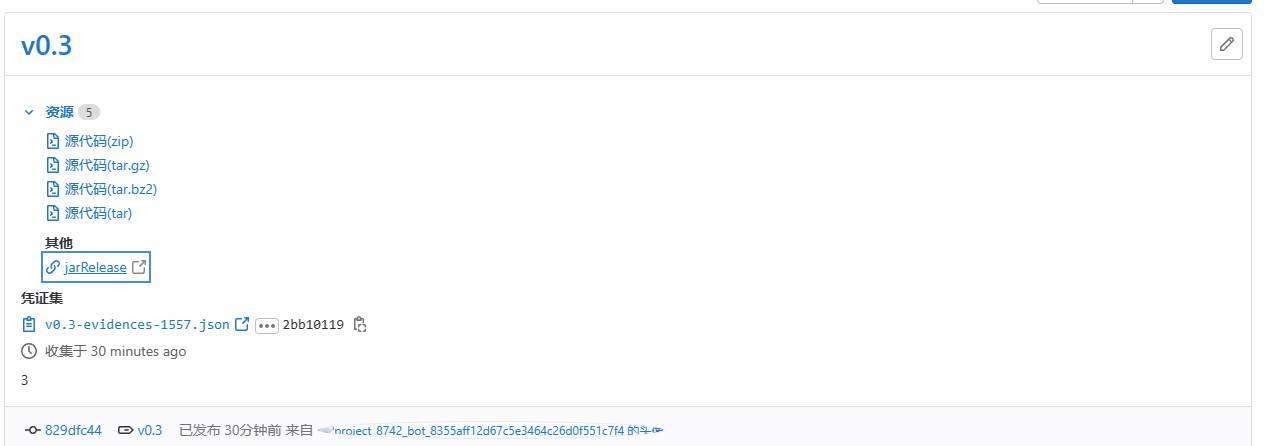 v0.3
资源 5
源代码(zip)
源代码(tar.gz)
源代码(tar.bz2)
源代码(tar)
其他
jarRelease
凭证集
v0.3-evidences-1557.json 2bb10119
收集于 30 minutes ago
3
829dfc44 v0.3 已发布 30分钟前 来自 project_8742_bot_8355aff12d67c5e3464c26d0f551c7f4 的头像